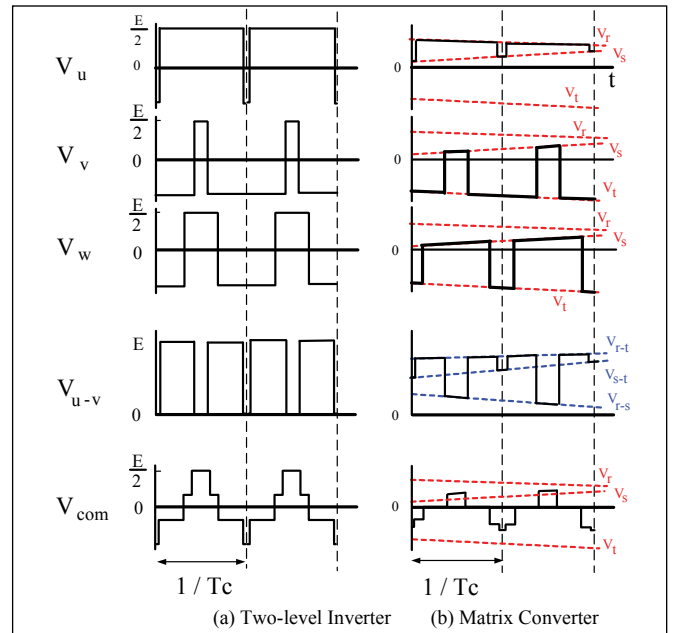 E
2
0
V u
V r
V s
0
t
V t
E
2
0
V v
V r
V s
0
V t
E
2
0
V w
V r
V s
0
V t
E
V u-v
V r-t
V s-t
V r-s
0
E
2
0
V com
V r
V s
0
V t
1 / Tc
1 / Tc
(a) Two-level Inverter
(b) Matrix Converter